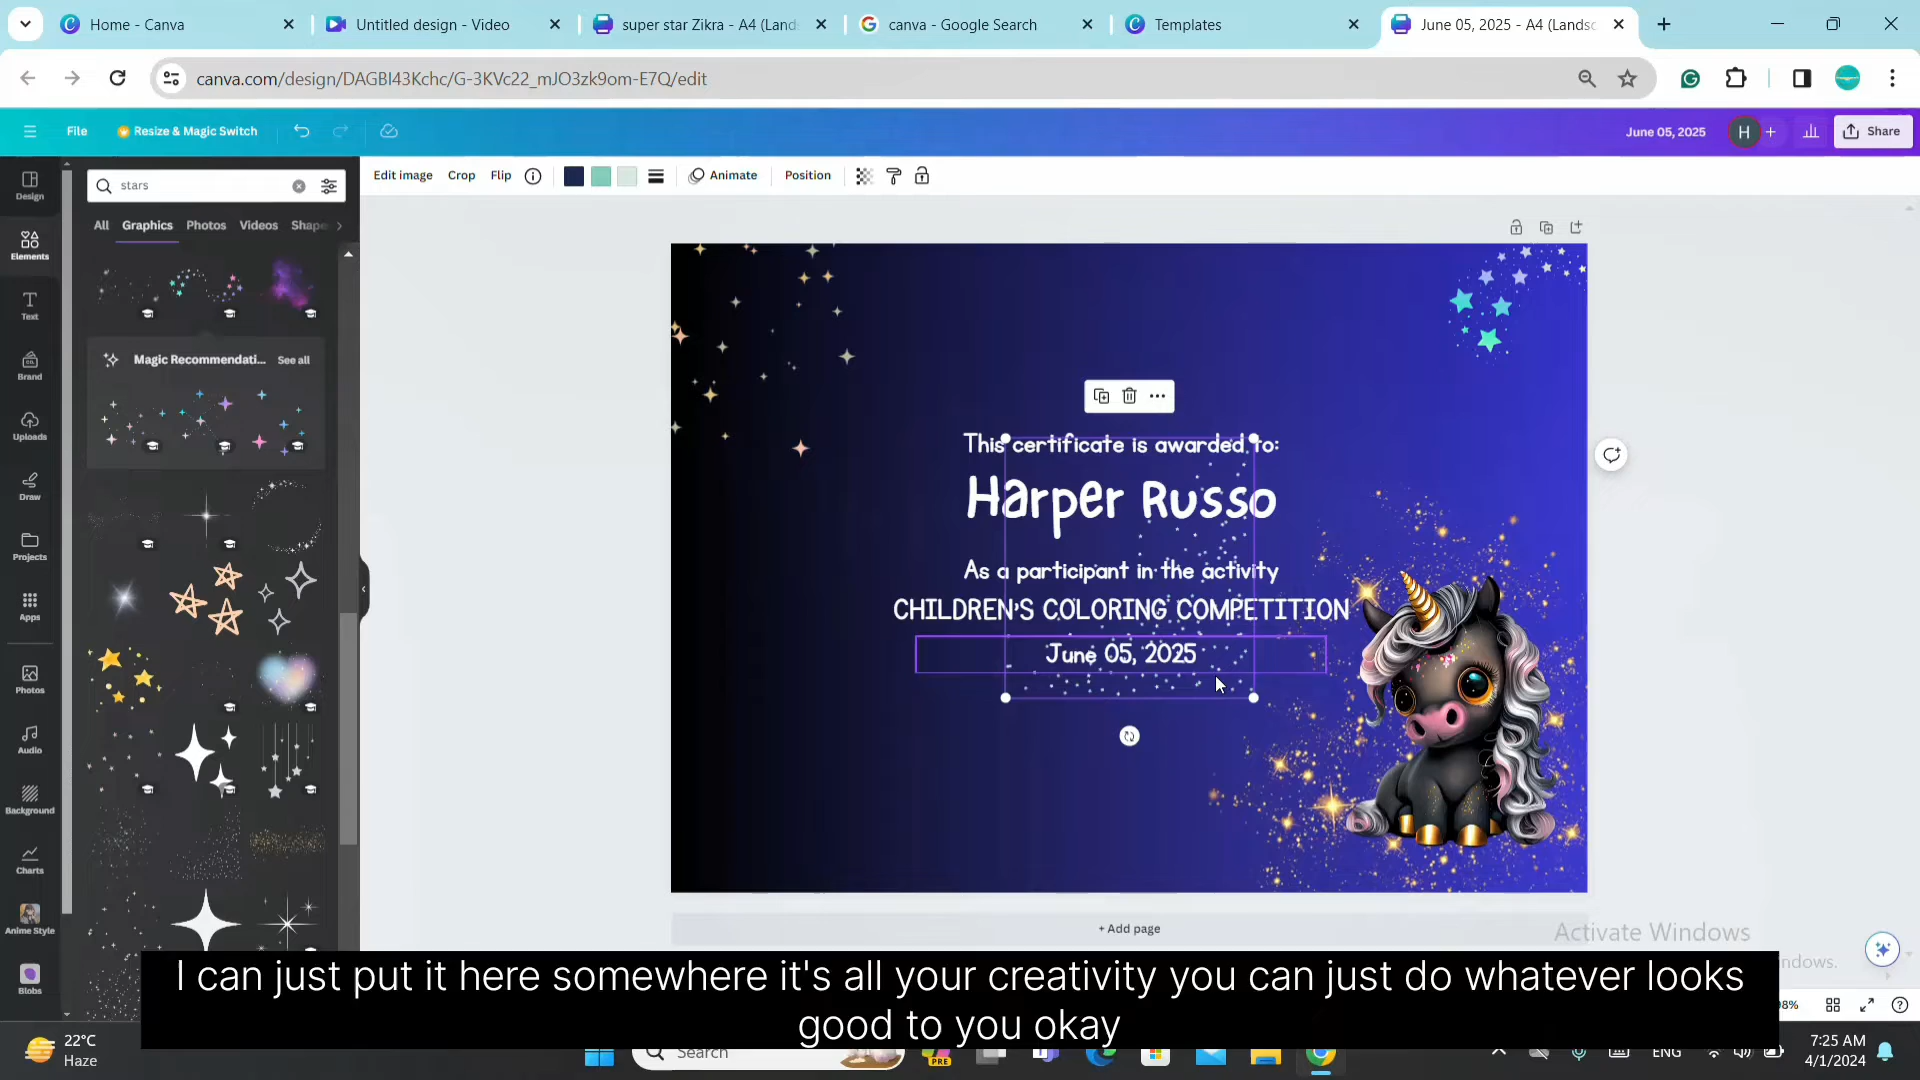 Home - Canva
Untitled design - Video
super star Zikra - A4 (Land
canva - Google Search
Templates
June 05, 2025 - A4 (Landsc
canva.com/design/DAGBI43Kchc/G-3KVc22_mJO3zk9om-E7Q/edit
File
Resize & Magic Switch
June 05, 2025
H
Share
Design
Elements
Text
Brand
Uploads
Draw
Projects
Apps
Photos
Audio
Background
Charts
Anime Style
Blobs
stars
All Graphics Photos Videos Shape
Magic Recommendati... See all
Edit image Crop Flip Animate Position
This certificate is awarded to:
Harper Russo
As a participant in the activity
CHILDREN'S COLORING COMPETITION
June 05, 2025
+ Add page
Activate Windows
ndows.
I can just put it here somewhere it's all your creativity you can just do whatever looks
good to you okay
22°C
Haze
Search
PRE
ENG
7:25 AM
4/1/2024